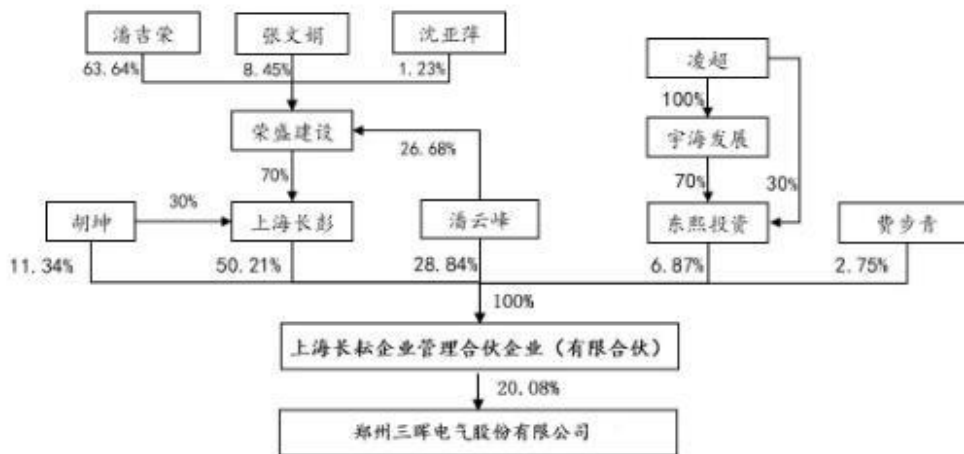 潘吉荣 张文娟 沈亚萍
凌超
63.64% 8.45% 1.23%
100%
荣盛建设
26.68%
宇海发展
70%
70% 30%
胡坤
30%
上海长彭
潘云峰
东熙投资
费步青
11.34% 50.21% 28.84% 6.87% 2.75%
100%
上海长耘企业管理合伙企业（有限合伙）
20.08%
郑州三晖电气股份有限公司